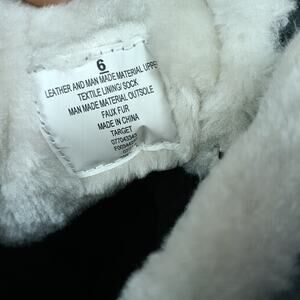 6
LEATHER AND MAN MADE MATERIAL UPPER
TEXTILE LINING/ SOCK
MAN MADE MATERIAL OUTSOLE
FAUX FUR
MADE IN CHINA
TARGET